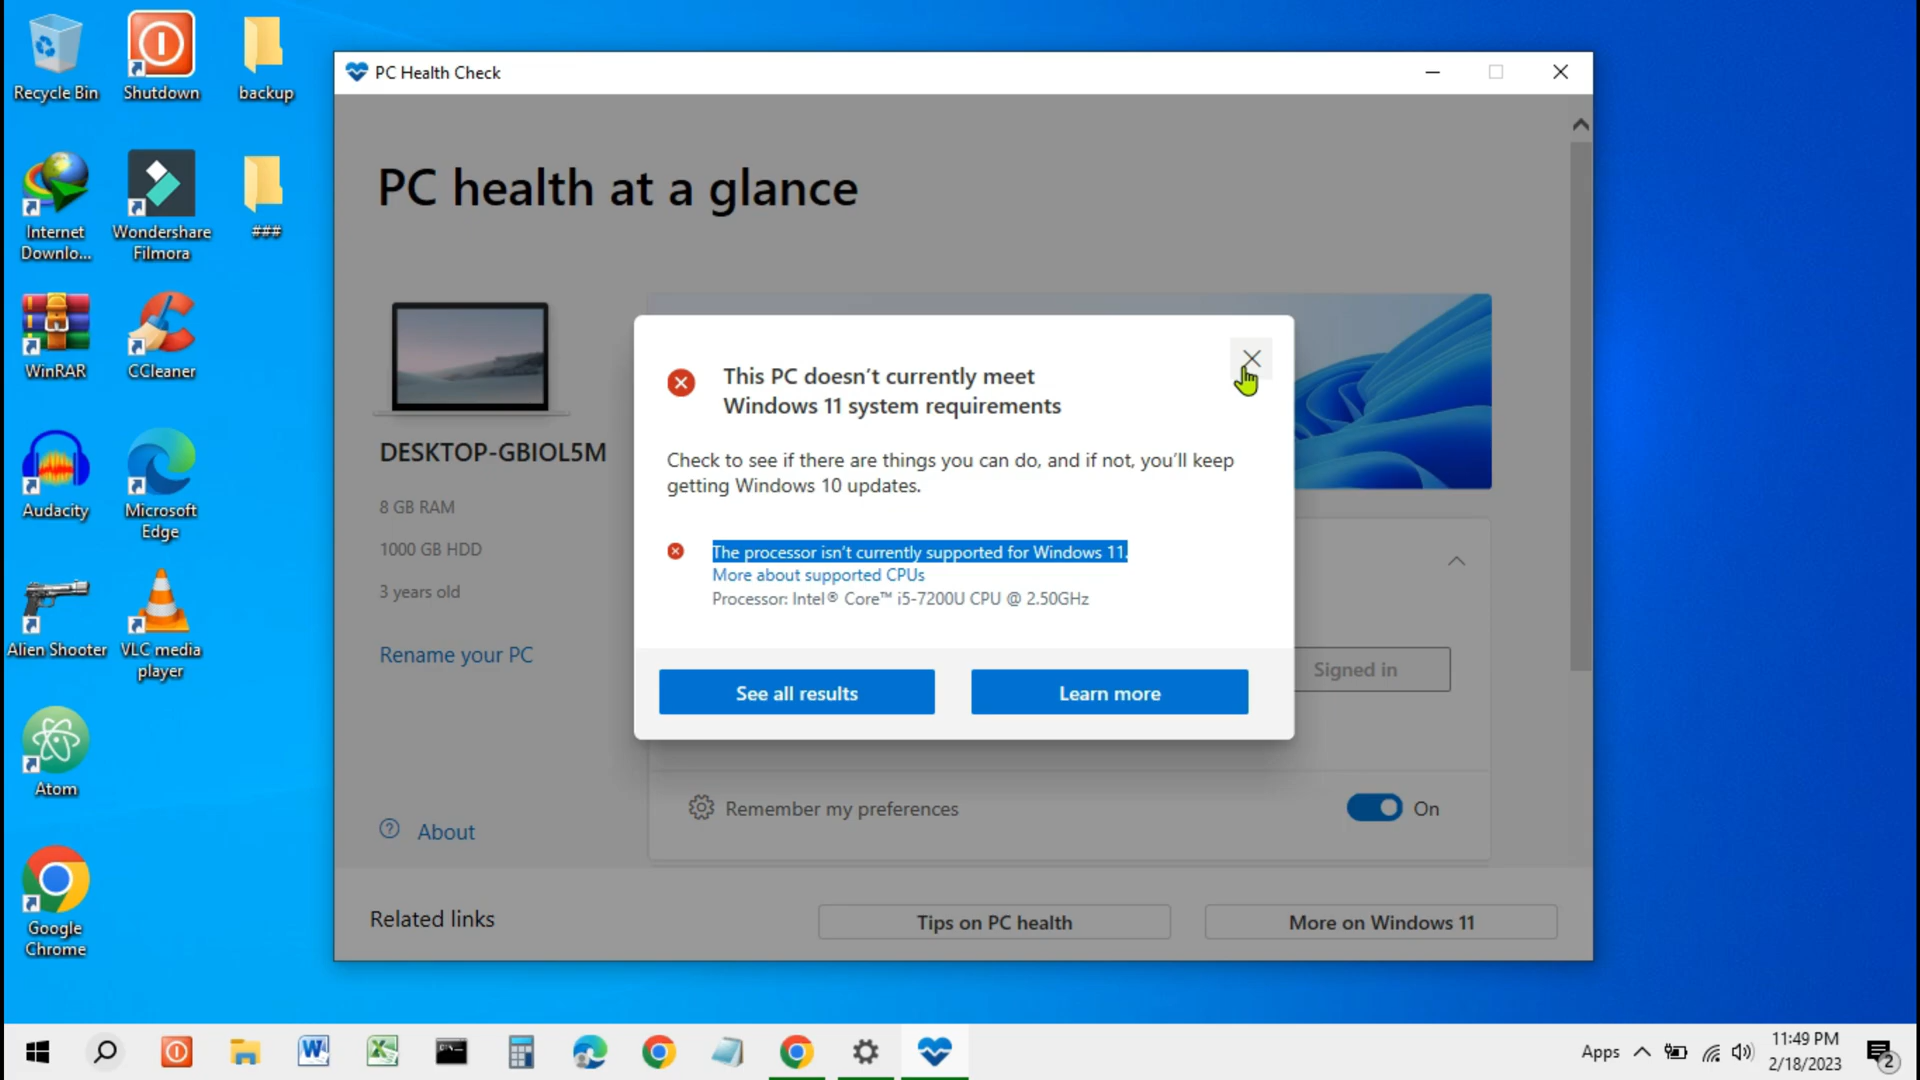 Recycle Bin
Shutdown
backup
Internet
Downlo...
Wondershare
Filmora
###
WinRAR
CCleaner
Audacity
Microsoft
Edge
Alien Shooter
VLC media
player
Atom
Google
Chrome
PC Health Check
PC health at a glance
DESKTOP-GBIOL5M
8 GB RAM
1000 GB HDD
3 years old
Rename your PC
About
This PC doesn't currently meet
Windows 11 system requirements
Check to see if there are things you can do, and if not, you'll keep
getting Windows 10 updates.
The processor isn't currently supported for Windows 11.
More about supported CPUs
Processor: Intel® Core™ i5-7200U CPU @ 2.50GHz
See all results
Learn more
Signed in
Remember my preferences
On
Related links
Tips on PC health
More on Windows 11
Apps
11:49 PM
2/18/2023
2